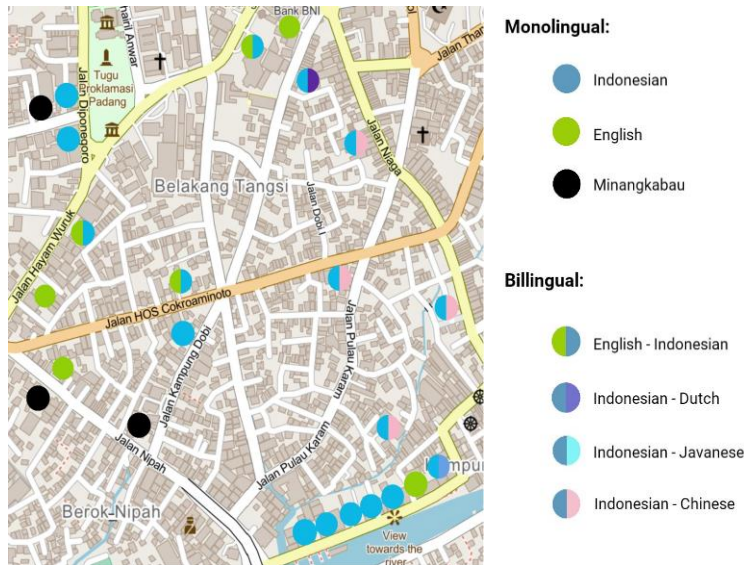 Bank BNI
hairil Anwar
Jalan Than
Tugu
roklamasi
Padang
Jalan Diponegoro
Jalan Niaga
Belakang Tangsi
Jalan Dobi I
Jalan Hayam Wuruk
Jalan HOS Cokroaminoto
Jalan Kampung Dobi
Jalan Pulau Karam
Jalan Nipah
Jalan Pulau Karam
Kampun
Berok Nipah
View
towards the
river
Monolingual:
Indonesian
English
Minangkabau
Billingual:
English - Indonesian
Indonesian - Dutch
Indonesian - Javanese
Indonesian - Chinese